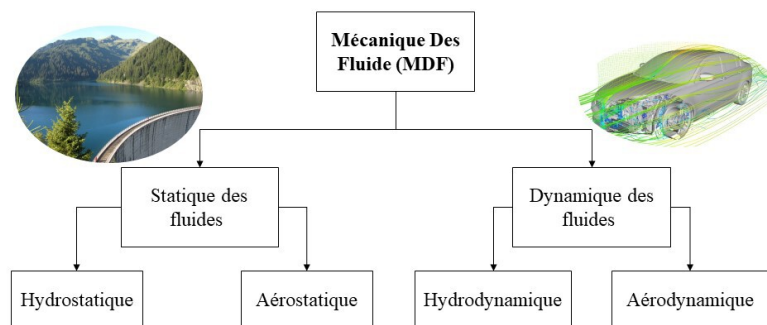 Mécanique Des
Fluide (MDF)
Statique des
fluides
Dynamique des
fluides
Hydrostatique
Aérostatique
Hydrodynamique
Aérodynamique